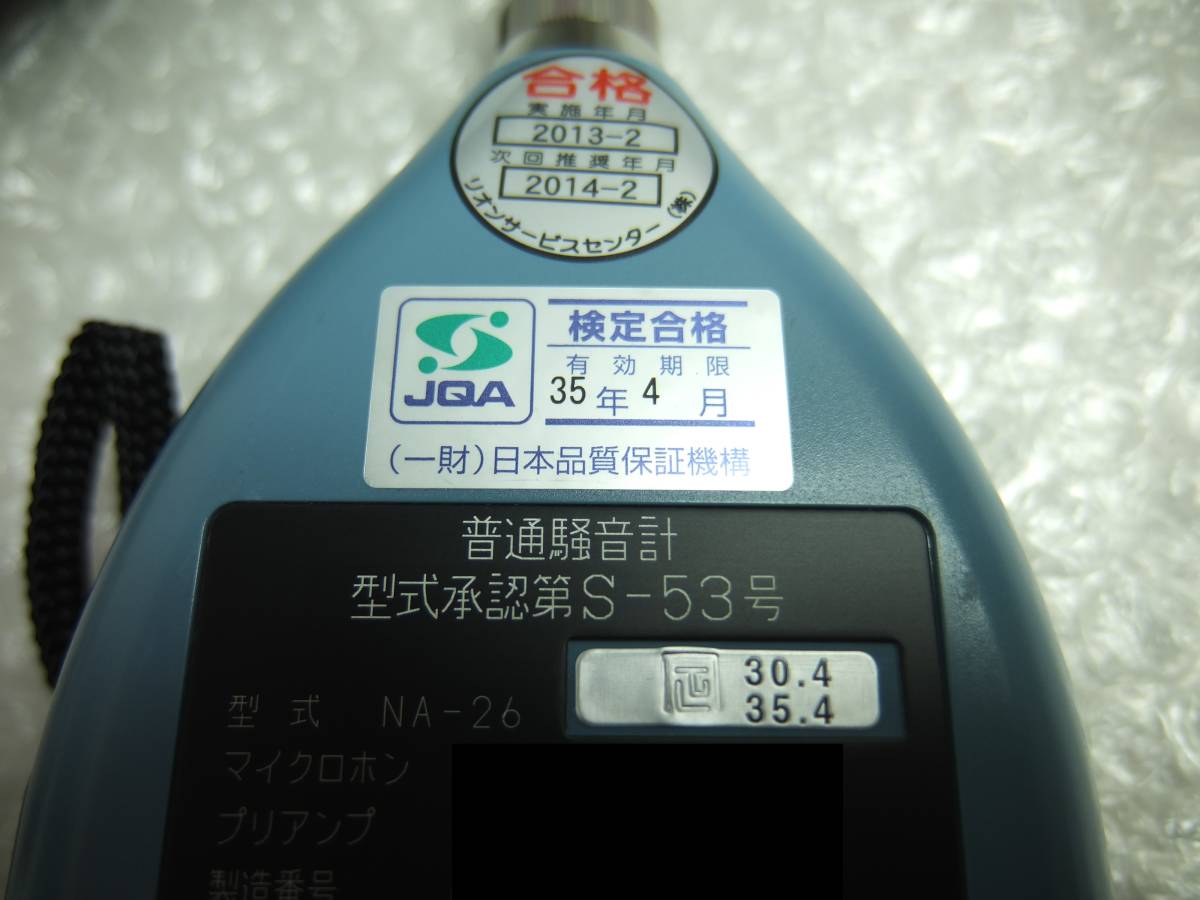 合格
実施年月
2013-2
次回推奨年月
2014-2
リオンサービスセンター(株)
JQA
検定合格
有効期限
35年4月
(一財)日本品質保証機構
普通騒音計
型式承認第S-53号
正 30.4
35.4
型式 NA-26
マイクロホン
プリアンプ
製造番号